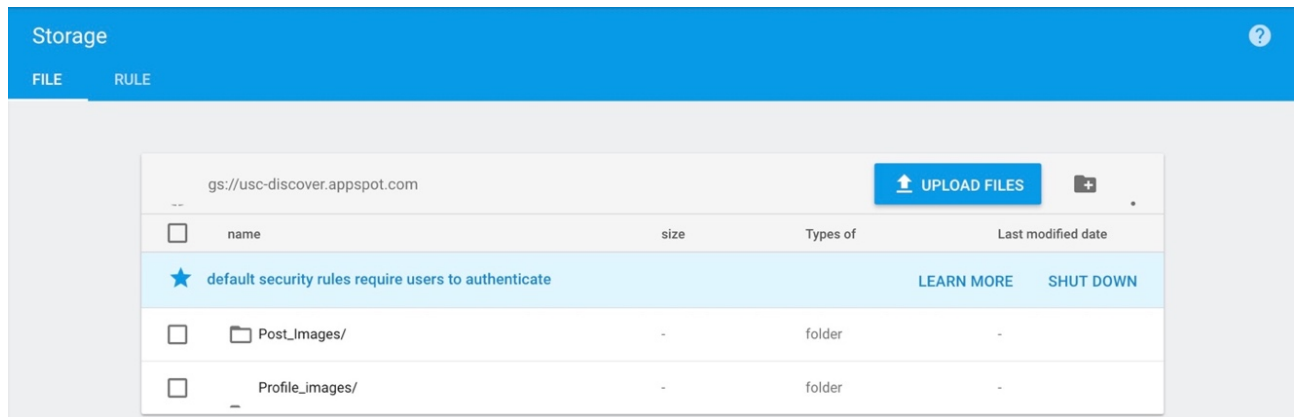 Storage
FILE RULE
gs://usc-discover.appspot.com UPLOAD FILES
name size Types of Last modified date
default security rules require users to authenticate LEARN MORE SHUT DOWN
Post_Images/ - folder -
Profile_images/ - folder -